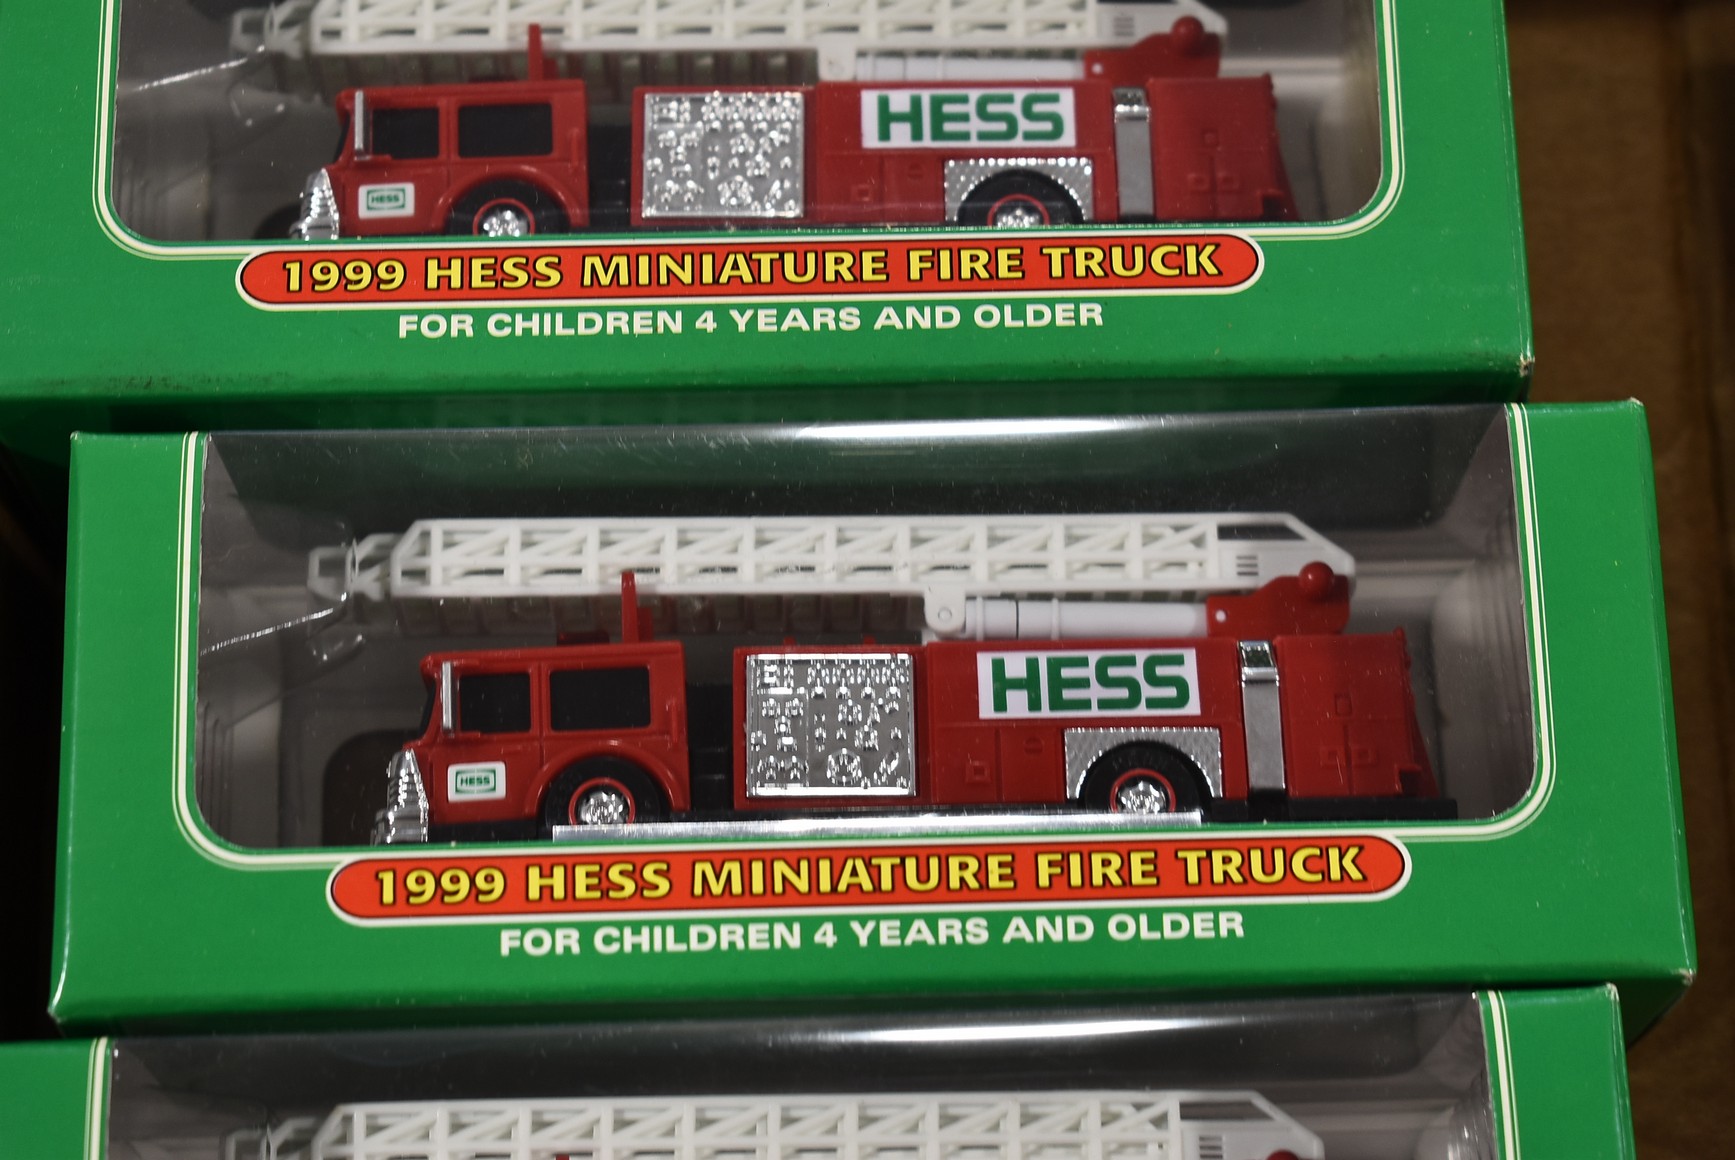 HESS
HESS
1999 HESS MINIATURE FIRE TRUCK
FOR CHILDREN 4 YEARS AND OLDER
HESS
HESS
1999 HESS MINIATURE FIRE TRUCK
FOR CHILDREN 4 YEARS AND OLDER